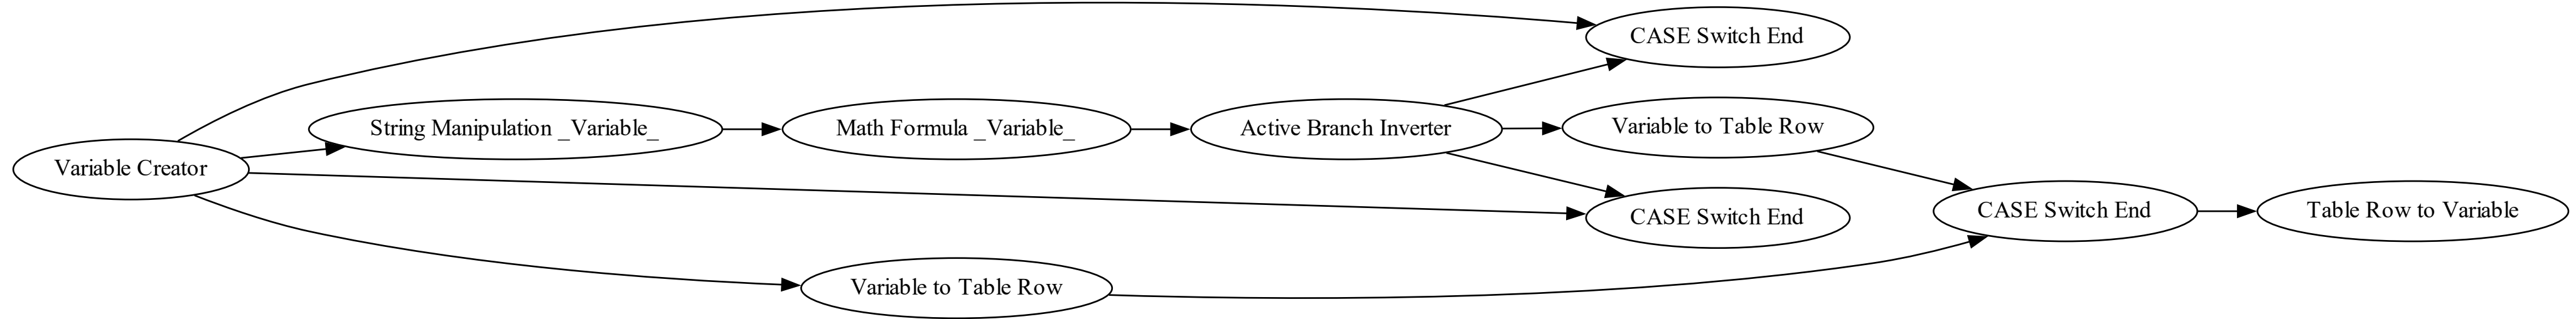 CASE Switch End
String Manipulation _Variable_
Math Formula _Variable_
Active Branch Inverter
Variable to Table Row
Variable Creator
CASE Switch End
CASE Switch End
Table Row to Variable
Variable to Table Row